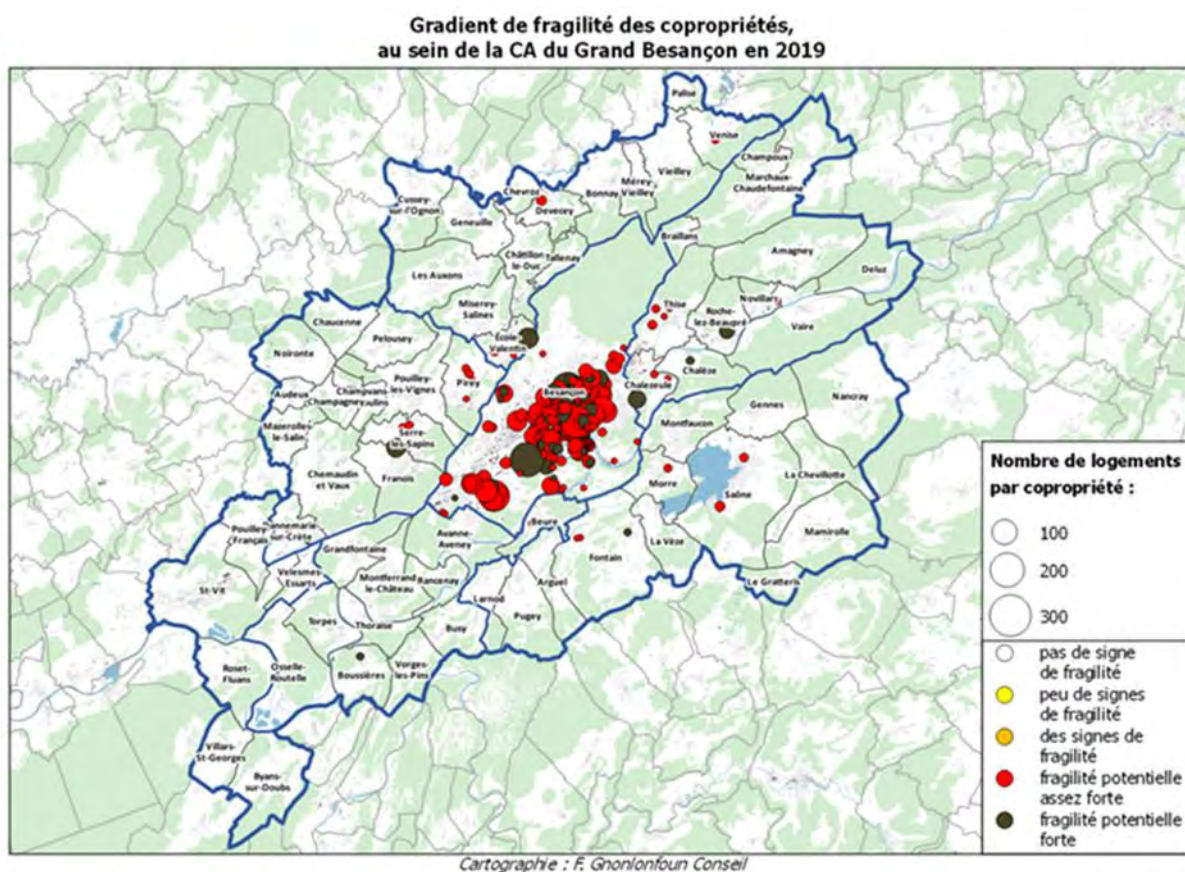 Gradient de fragilité des copropriétés,
au sein de la CA du Grand Besançon en 2019
Palise
Venise
Champoux
Vieilley
Mérey-
Vieilley
Marchaux-
Chaudefontaine
Bonnay
Chevroz
Devecey
Cussey-
sur-l'Ognon
Geneuille
Braillans
Châtillon
le-Duc
Tallenay
Amagney
Deluz
Les Auxons
Miserey-
Salines
Thise
Novillars
Roche-
lez-Beaupré
Vaire
Chaucenne
École
Valentin
Pelousey
Noironte
Chalèze
Chalezeule
Pirey
Pouilley-
les-Vignes
Besançon
Audeux
Champvans-
Champagney
Nancray
Gennes
Mazerolles-
le-Salin
Serre-
les-Sapins
Montfaucon
Chemaudin
et Vaux
Franois
Morre
Saône
La Chevillotte
Mamirolle
Pouilley-
Français
Dannemarie-
sur-Crète
Avanne-
Aveney
Beure
Grandfontaine
Fontain
La Vèze
St-Vit
Velesmes-
Essarts
Montferrand
le-Château
Rancenay
Arguel
Le Gratteris
Larnod
Pugey
Torpes
Thoraise
Busy
Roset-
Fluans
Osselle-
Routelle
Boussières
Vorges-
les-Pins
Villars-
St-Georges
Byans-
sur-Doubs
Nombre de logements
par copropriété :
100
200
300
pas de signe
de fragilité
peu de signes
de fragilité
des signes de
fragilité
fragilité potentielle
assez forte
fragilité potentielle
forte
Cartographie : F. Gnonlonfoun Conseil